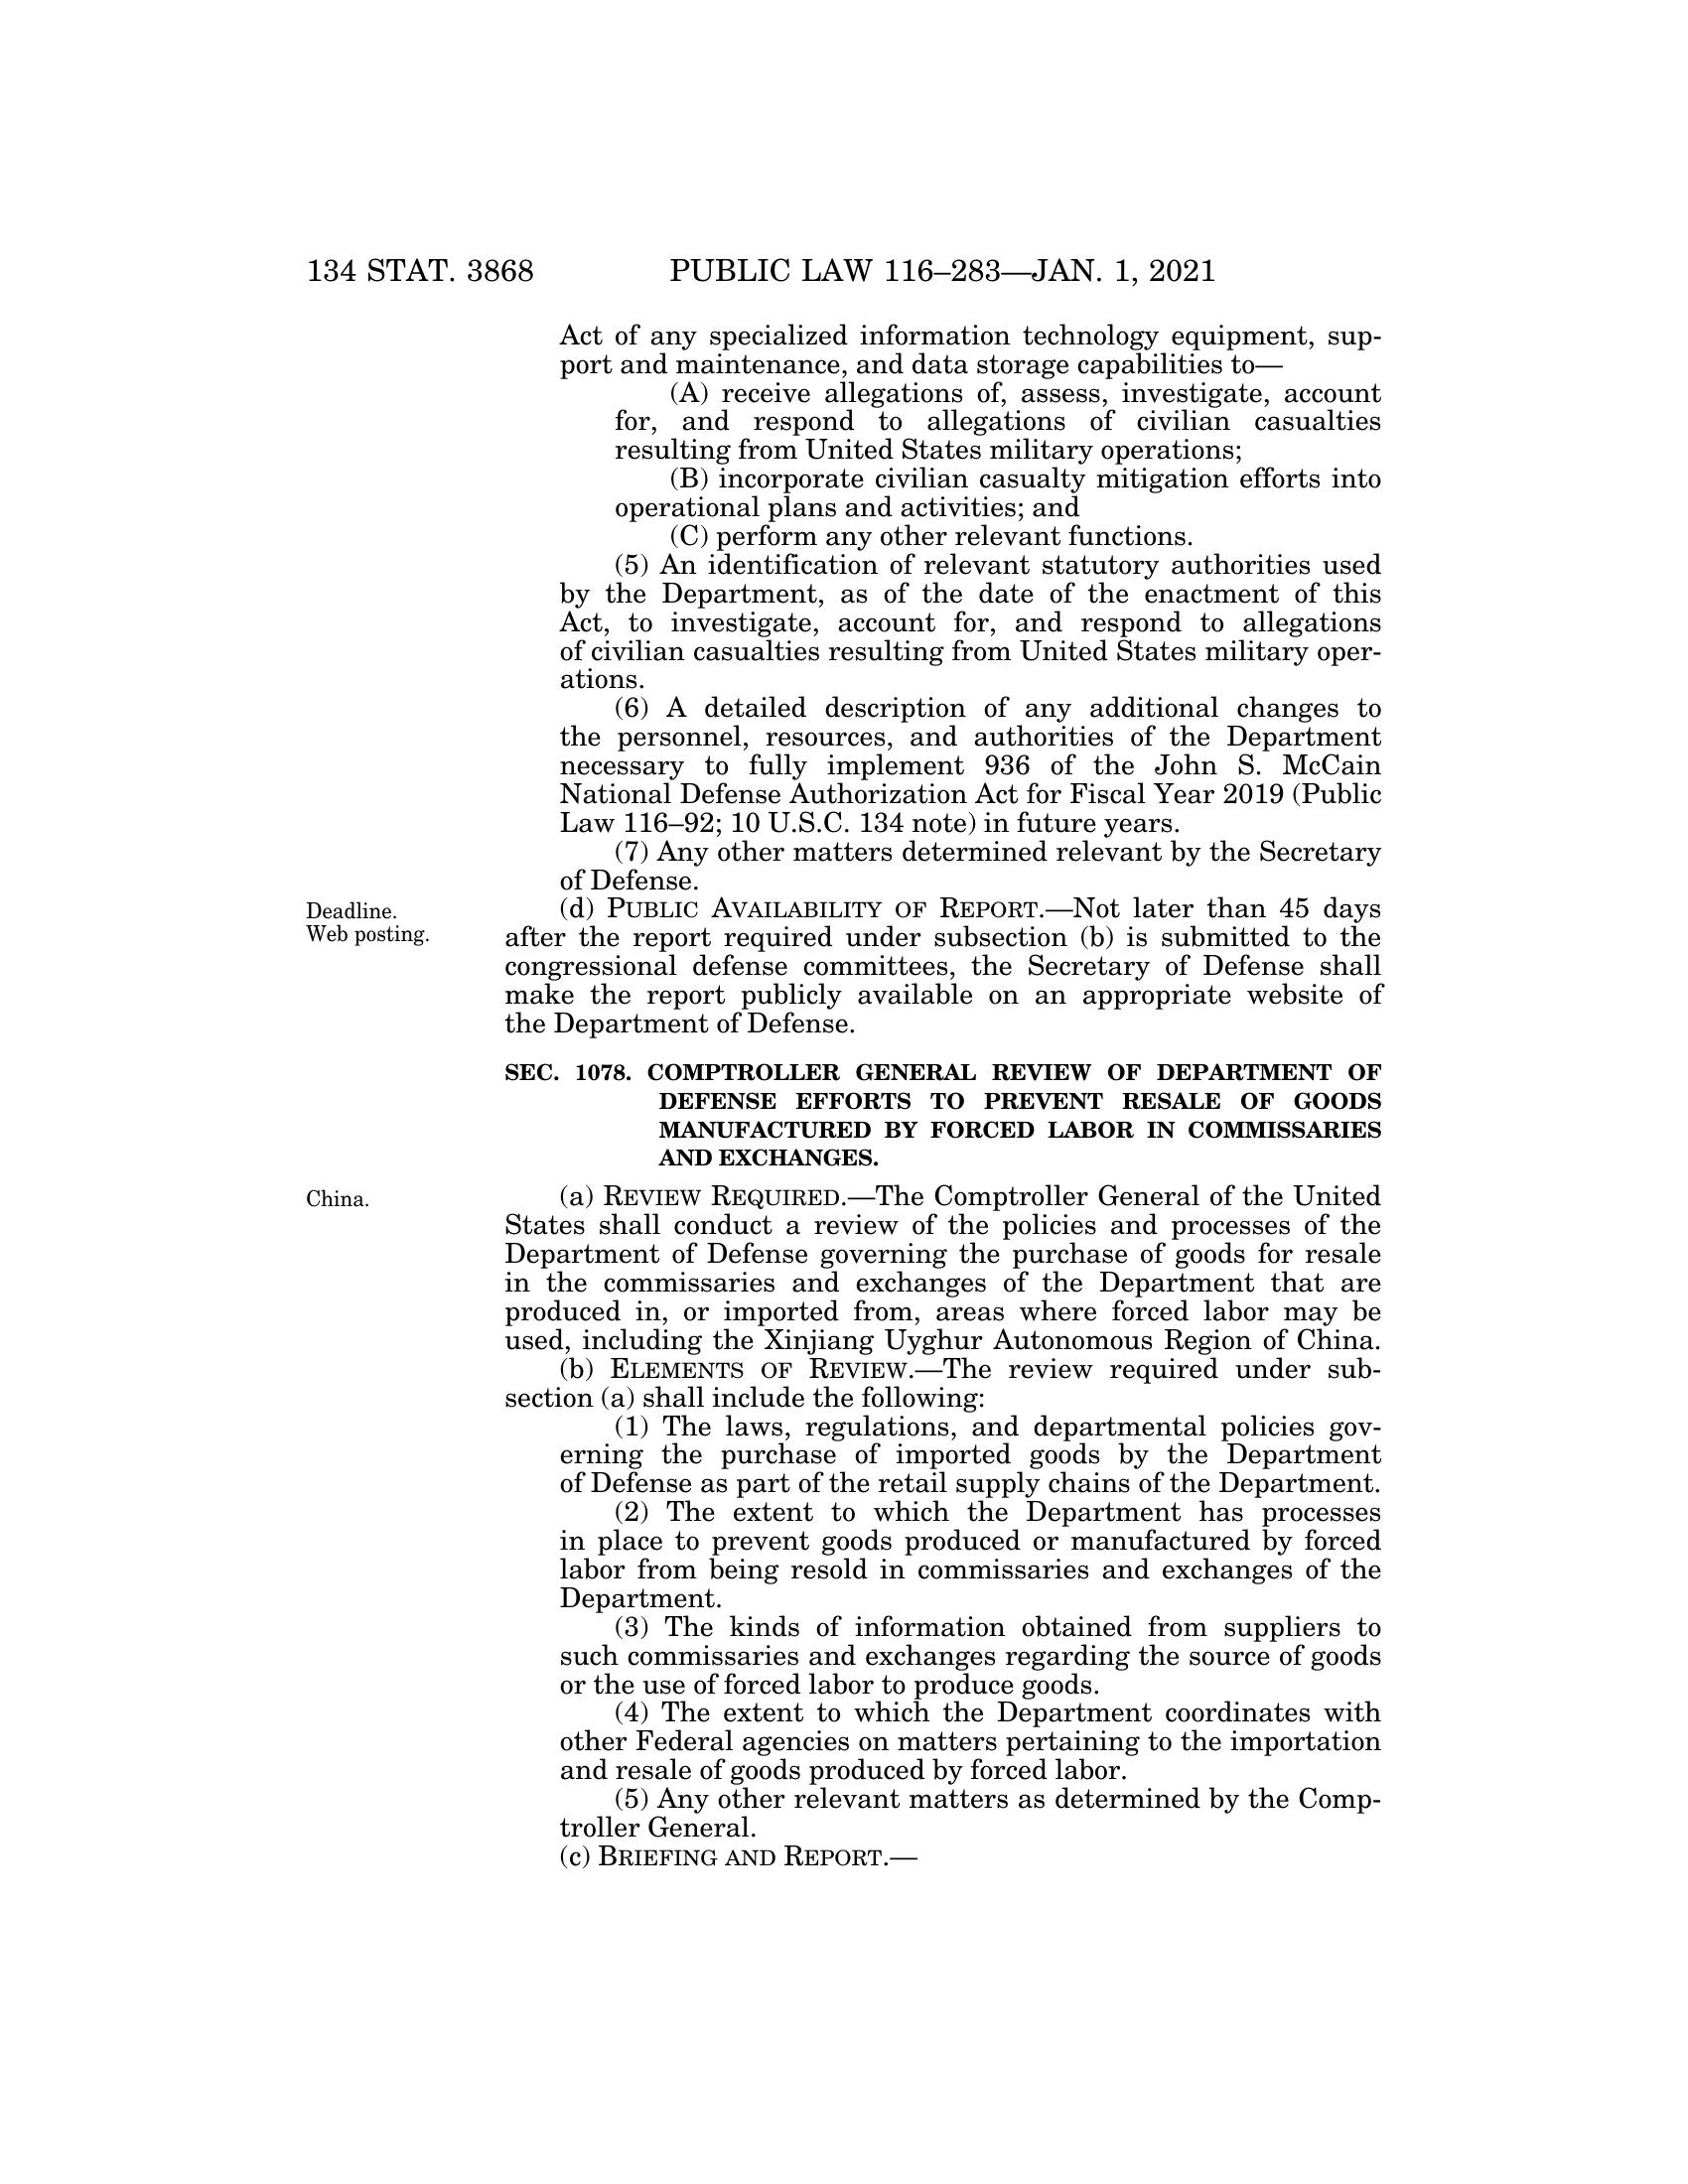 134 STAT. 3868 PUBLIC LAW 116–283—JAN. 1, 2021
Act of any specialized information technology equipment, sup-
port and maintenance, and data storage capabilities to—
(A) receive allegations of, assess, investigate, account
for, and respond to allegations of civilian casualties
resulting from United States military operations;
(B) incorporate civilian casualty mitigation efforts into
operational plans and activities; and
(C) perform any other relevant functions.
(5) An identification of relevant statutory authorities used
by the Department, as of the date of the enactment of this
Act, to investigate, account for, and respond to allegations
of civilian casualties resulting from United States military oper-
ations.
(6) A detailed description of any additional changes to
the personnel, resources, and authorities of the Department
necessary to fully implement 936 of the John S. McCain
National Defense Authorization Act for Fiscal Year 2019 (Public
Law 116–92; 10 U.S.C. 134 note) in future years.
(7) Any other matters determined relevant by the Secretary
of Defense.
Deadline.
Web posting.
(d) PUBLIC AVAILABILITY OF REPORT.—Not later than 45 days
after the report required under subsection (b) is submitted to the
congressional defense committees, the Secretary of Defense shall
make the report publicly available on an appropriate website of
the Department of Defense.
SEC. 1078. COMPTROLLER GENERAL REVIEW OF DEPARTMENT OF
DEFENSE EFFORTS TO PREVENT RESALE OF GOODS
MANUFACTURED BY FORCED LABOR IN COMMISSARIES
AND EXCHANGES.
China.
(a) REVIEW REQUIRED.—The Comptroller General of the United
States shall conduct a review of the policies and processes of the
Department of Defense governing the purchase of goods for resale
in the commissaries and exchanges of the Department that are
produced in, or imported from, areas where forced labor may be
used, including the Xinjiang Uyghur Autonomous Region of China.
(b) ELEMENTS OF REVIEW.—The review required under sub-
section (a) shall include the following:
(1) The laws, regulations, and departmental policies gov-
erning the purchase of imported goods by the Department
of Defense as part of the retail supply chains of the Department.
(2) The extent to which the Department has processes
in place to prevent goods produced or manufactured by forced
labor from being resold in commissaries and exchanges of the
Department.
(3) The kinds of information obtained from suppliers to
such commissaries and exchanges regarding the source of goods
or the use of forced labor to produce goods.
(4) The extent to which the Department coordinates with
other Federal agencies on matters pertaining to the importation
and resale of goods produced by forced labor.
(5) Any other relevant matters as determined by the Comp-
troller General.
(c) BRIEFING AND REPORT.—